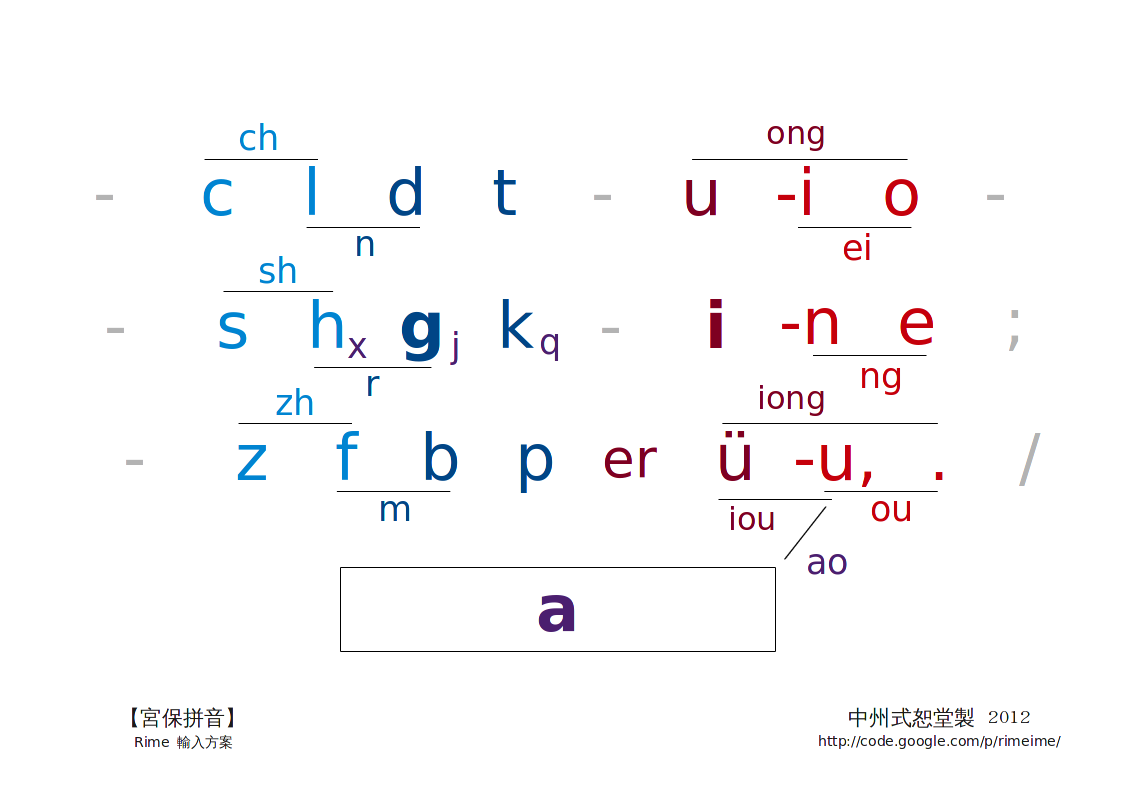 ch ong
- c l d t - u -i o -
n ei
sh
- s h x g j k q - i -n e ;
r ng
zh iong
- z f b p er ü -u, . /
m iou ou
ao
a
【宮保拼音】 中州式恕堂製 2012
Rime 輸入方案 http://code.google.com/p/rimeime/